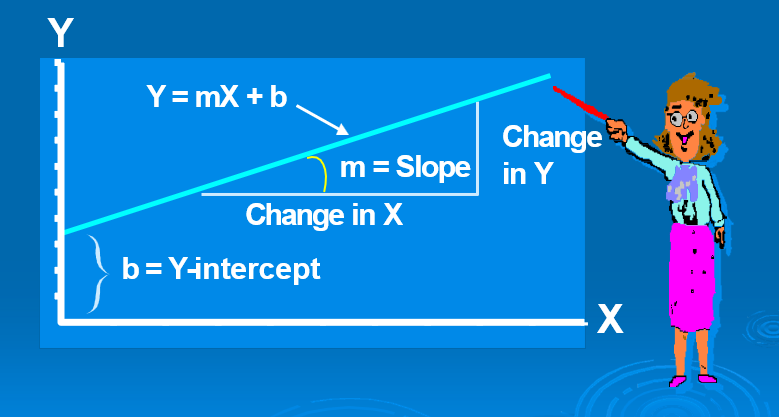 Y
Y = mX + b
Change
in Y
m = Slope
Change in X
b = Y-intercept
X